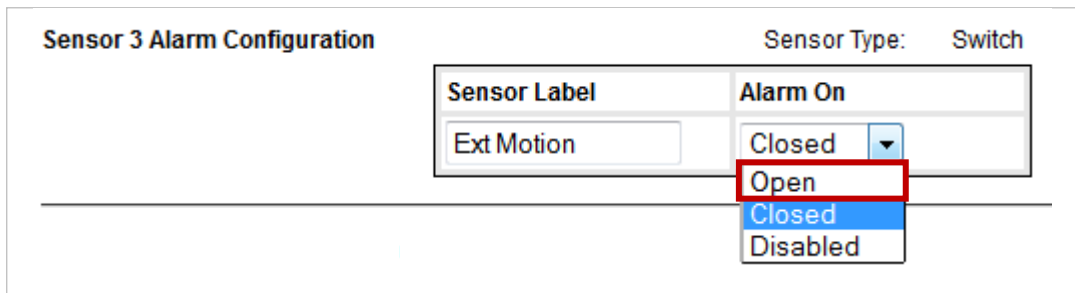 Sensor 3 Alarm Configuration Sensor Type: Switch
Sensor Label Alarm On
Ext Motion Closed
Open
Closed
Disabled